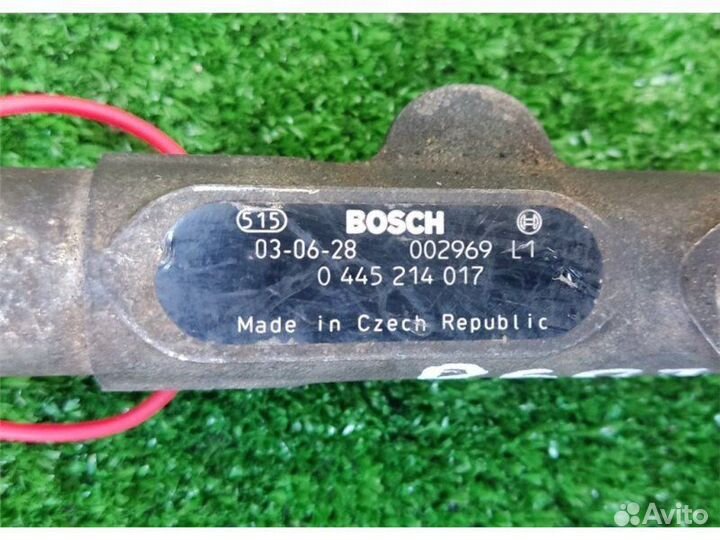 515 BOSCH
03-06-28 002969 L1
0 445 214 017
Made in Czech Republic
Avito